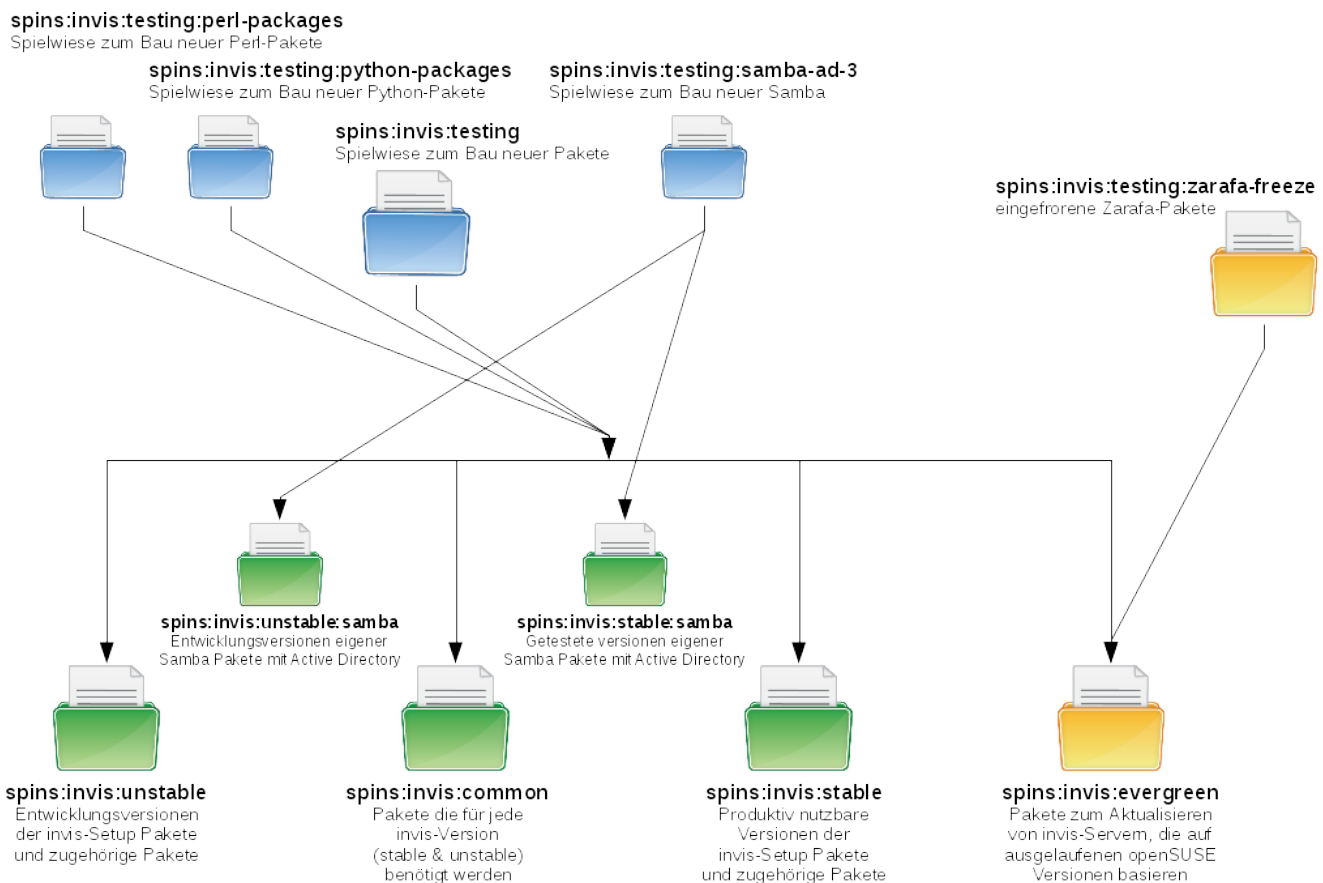 spins:invis:testing:perl-packages
Spielwiese zum Bau neuer Perl-Pakete
spins:invis:testing:python-packages
Spielwiese zum Bau neuer Python-Pakete
spins:invis:testing:samba-ad-3
Spielwiese zum Bau neuer Samba
spins:invis:testing
Spielwiese zum Bau neuer Pakete
spins:invis:testing:zarafa-freeze
eingefrorene Zarafa-Pakete
spins:invis:unstable:samba
Entwicklungsversionen eigener
Samba Pakete mit Active Directory
spins:invis:stable:samba
Getestete versionen eigener
Samba Pakete mit Active Directory
spins:invis:unstable
Entwicklungsversionen
der invis-Setup Pakete
und zugehörige Pakete
spins:invis:common
Pakete die für jede
invis-Version
(stable & unstable)
benötigt werden
spins:invis:stable
Produktiv nutzbare
Versionen der
invis-Setup Pakete
und zugehörige Pakete
spins:invis:evergreen
Pakete zum Aktualisieren
von invis-Servern, die auf
ausgelaufenen openSUSE
Versionen basieren